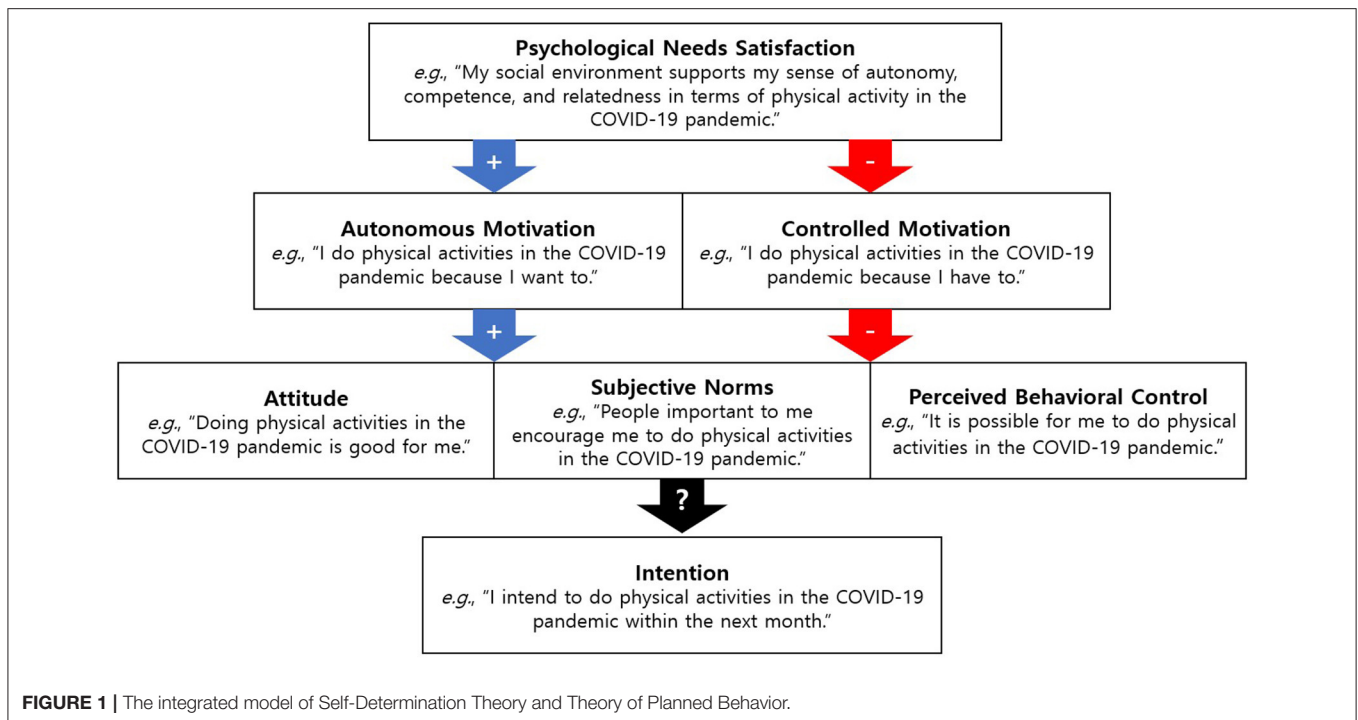 Psychological Needs Satisfaction
e.g., "My social environment supports my sense of autonomy,
competence, and relatedness in terms of physical activity in the
COVID-19 pandemic."
+
-
Autonomous Motivation
e.g., "I do physical activities in the COVID-19
pandemic because I want to."
Controlled Motivation
e.g., "I do physical activities in the COVID-19
pandemic because I have to."
+
-
Attitude
e.g., "Doing physical activities in the
COVID-19 pandemic is good for me."
Subjective Norms
e.g., "People important to me
encourage me to do physical activities
in the COVID-19 pandemic."
Perceived Behavioral Control
e.g., "It is possible for me to do physical
activities in the COVID-19 pandemic."
?
Intention
e.g., "I intend to do physical activities in the COVID-19
pandemic within the next month."
FIGURE 1 | The integrated model of Self-Determination Theory and Theory of Planned Behavior.